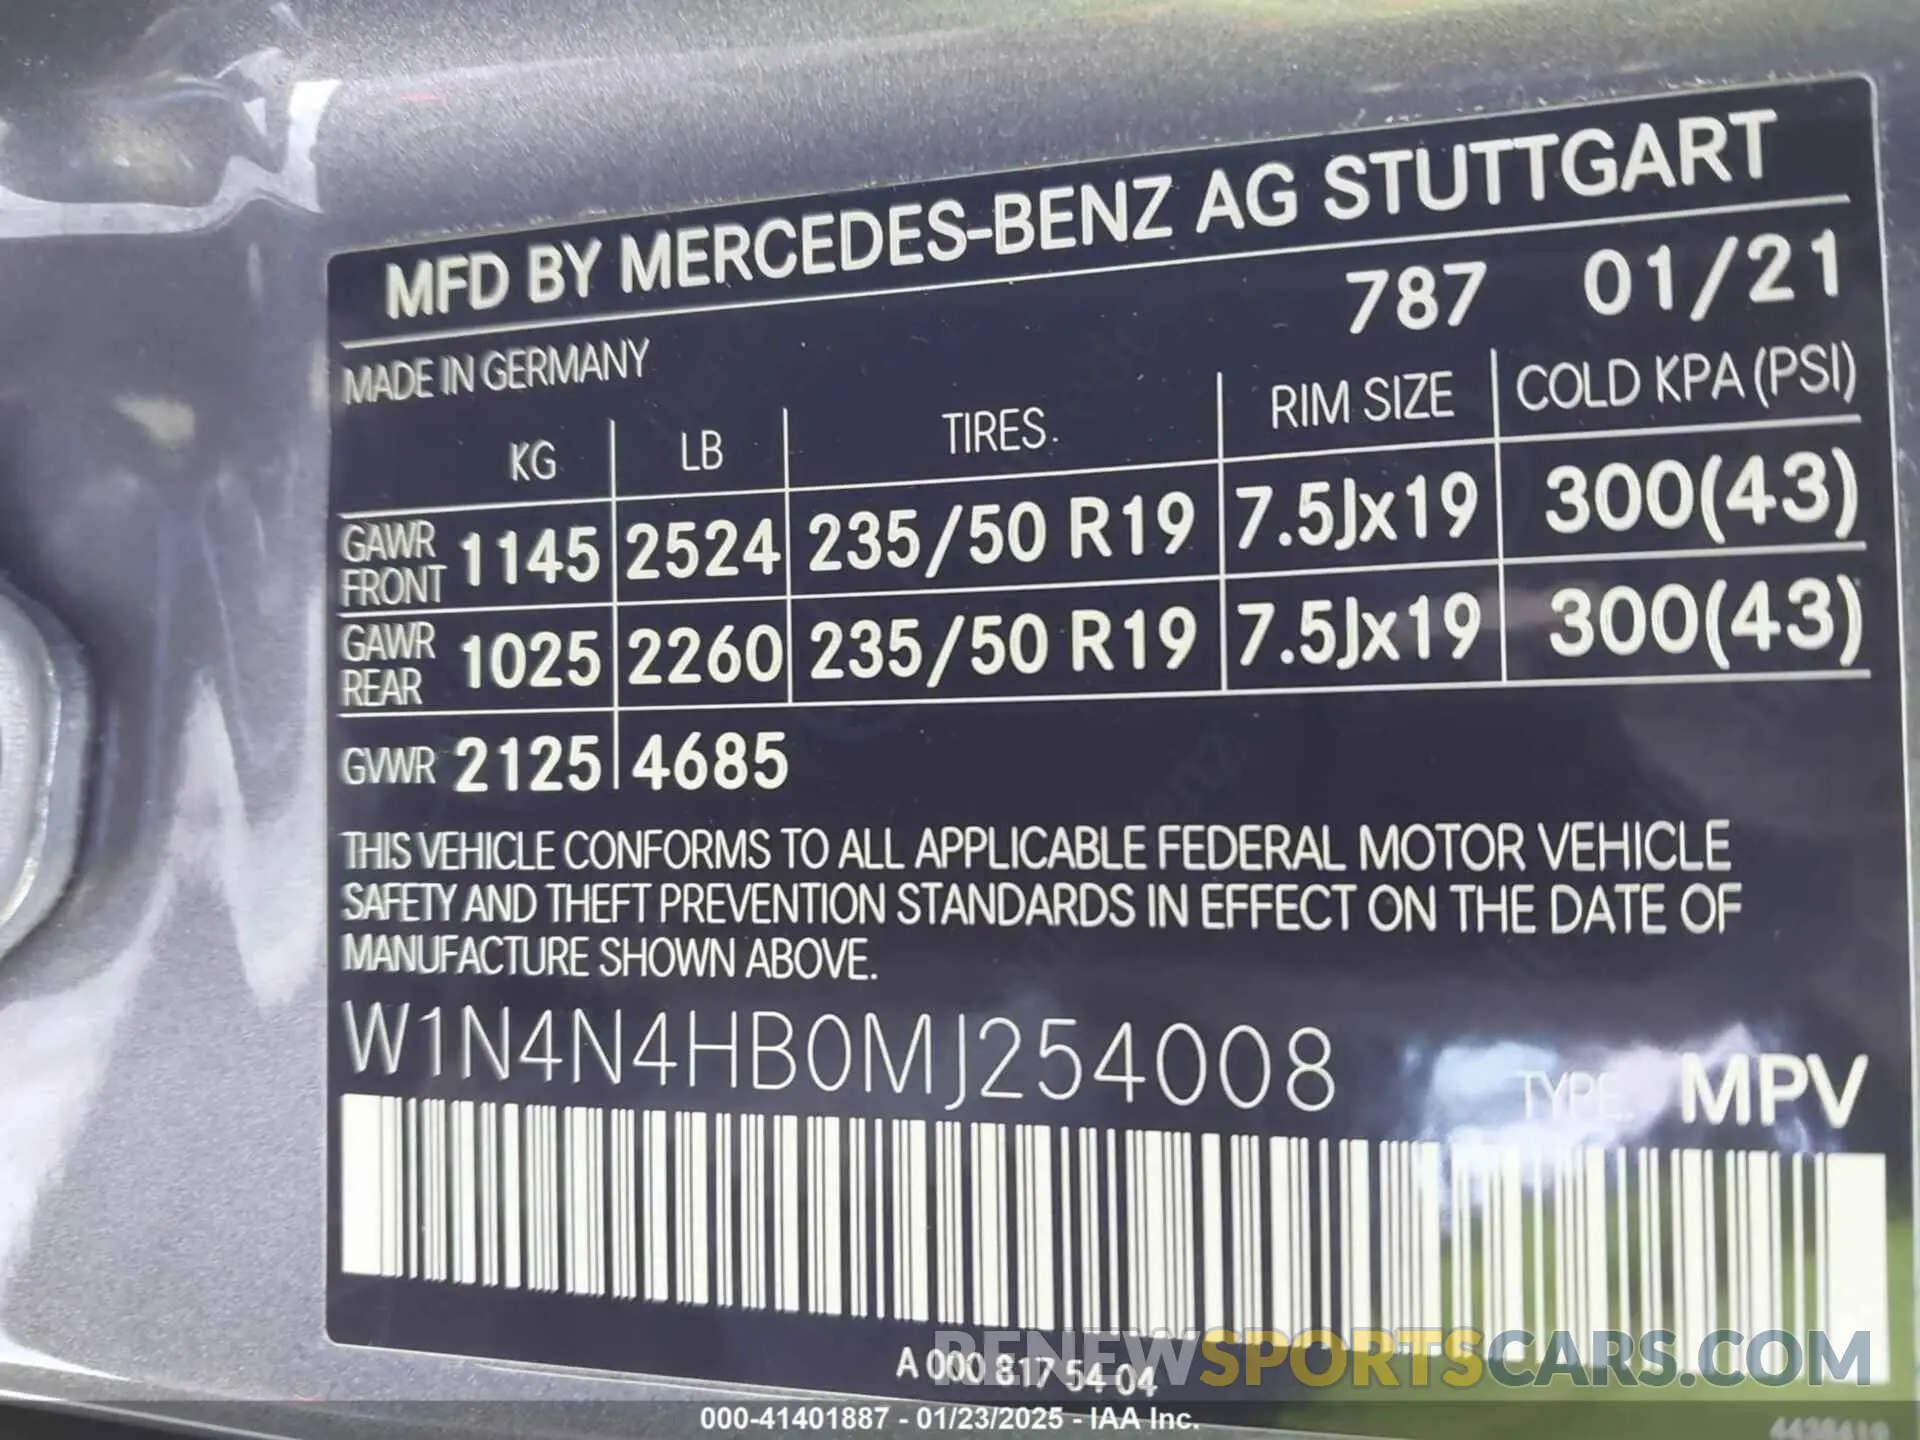 MFD BY MERCEDES-BENZ AG STUTTGART
787 01/21
MADE IN GERMANY
KG LB TIRES. RIM SIZE COLD KPA (PSI)
GAWR FRONT 1145 2524 235/50 R19 7.5Jx19 300(43)
GAWR REAR 1025 2260 235/50 R19 7.5Jx19 300(43)
GVWR 2125 4685
THIS VEHICLE CONFORMS TO ALL APPLICABLE FEDERAL MOTOR VEHICLE
SAFETY AND THEFT PREVENTION STANDARDS IN EFFECT ON THE DATE OF
MANUFACTURE SHOWN ABOVE.
W1N4N4HB0MJ254008
TYPE: MPV
RENEWSPORTSCARS.COM
A 000 817 54 04
000-41401887 - 01/23/2025 - IAA Inc.